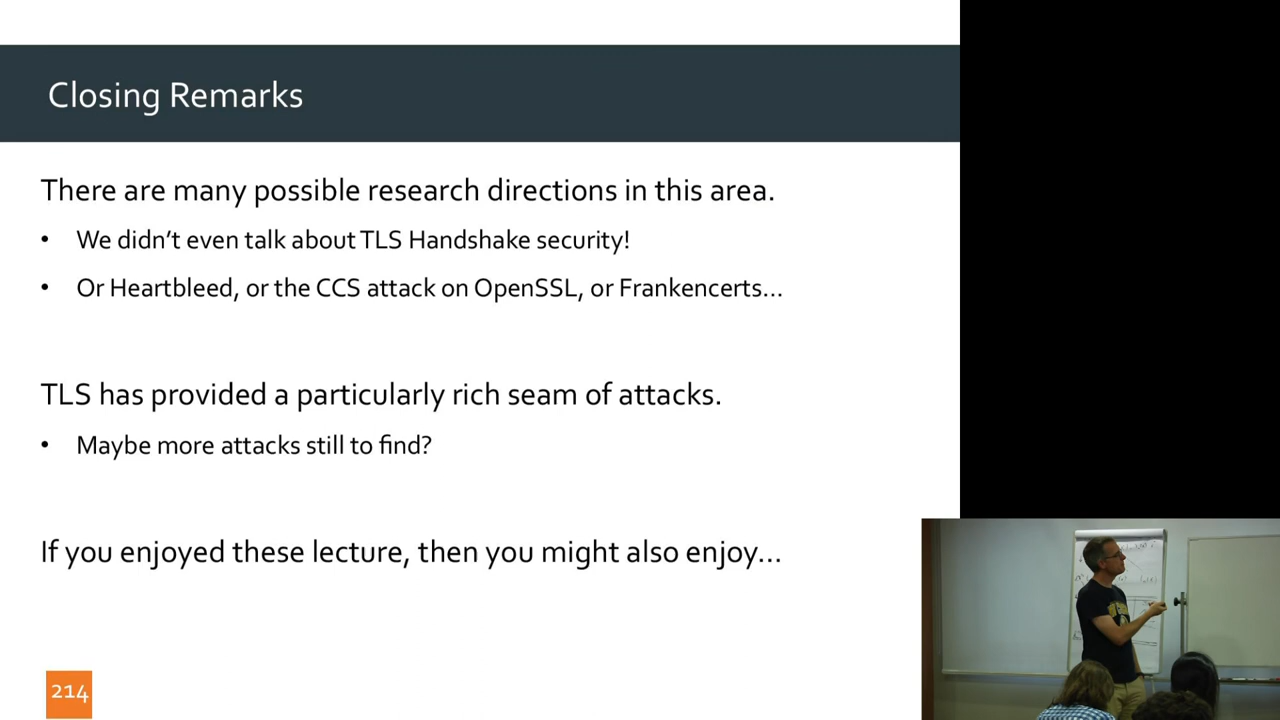 Closing Remarks
There are many possible research directions in this area.
• We didn't even talk about TLS Handshake security!
• Or Heartbleed, or the CCS attack on OpenSSL, or Frankencerts...
TLS has provided a particularly rich seam of attacks.
• Maybe more attacks still to find?
If you enjoyed these lecture, then you might also enjoy...
214